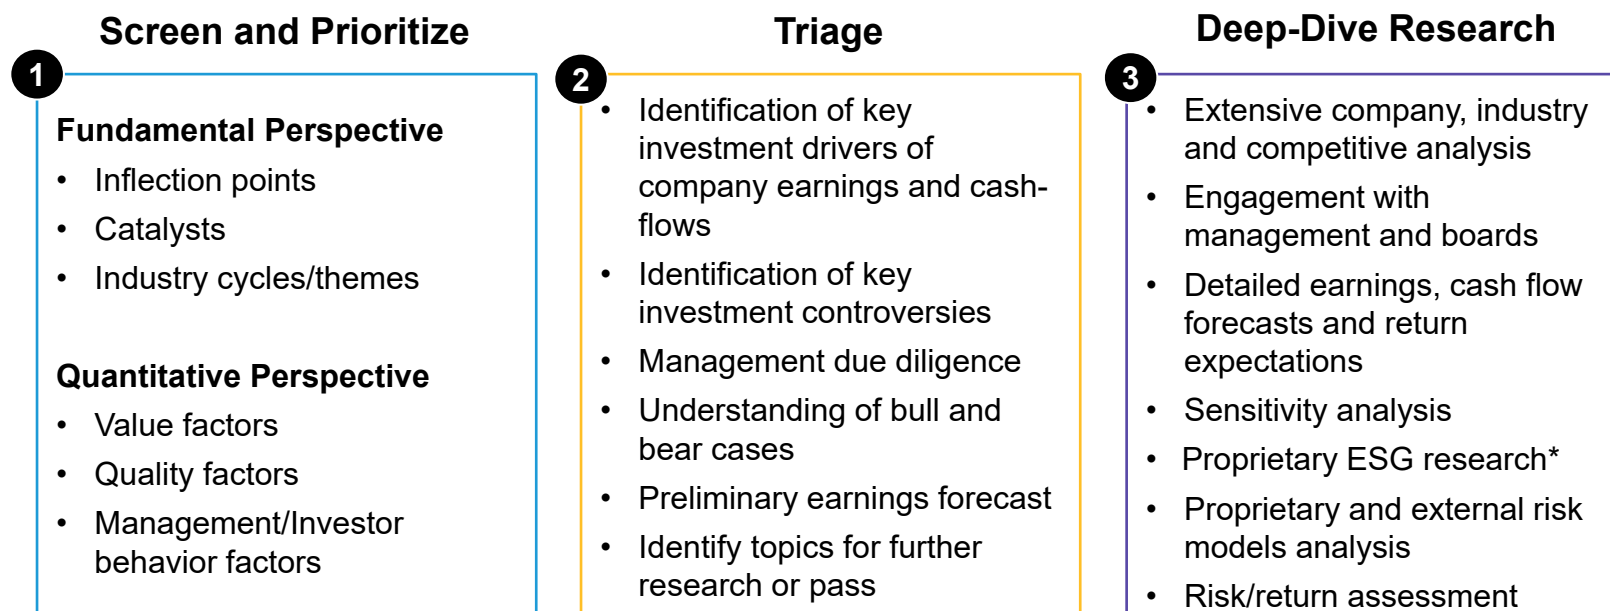 Screen and Prioritize
1
Fundamental Perspective
• Inflection points
• Catalysts
• Industry cycles/themes
Quantitative Perspective
• Value factors
• Quality factors
• Management/Investor
behavior factors
Triage
2
• Identification of key
investment drivers of
company earnings and cash-
flows
• Identification of key
investment controversies
• Management due diligence
• Understanding of bull and
bear cases
• Preliminary earnings forecast
• Identify topics for further
research or pass
Deep-Dive Research
3
• Extensive company, industry
and competitive analysis
• Engagement with
management and boards
• Detailed earnings, cash flow
forecasts and return
expectations
• Sensitivity analysis
• Proprietary ESG research*
• Proprietary and external risk
models analysis
• Risk/return assessment